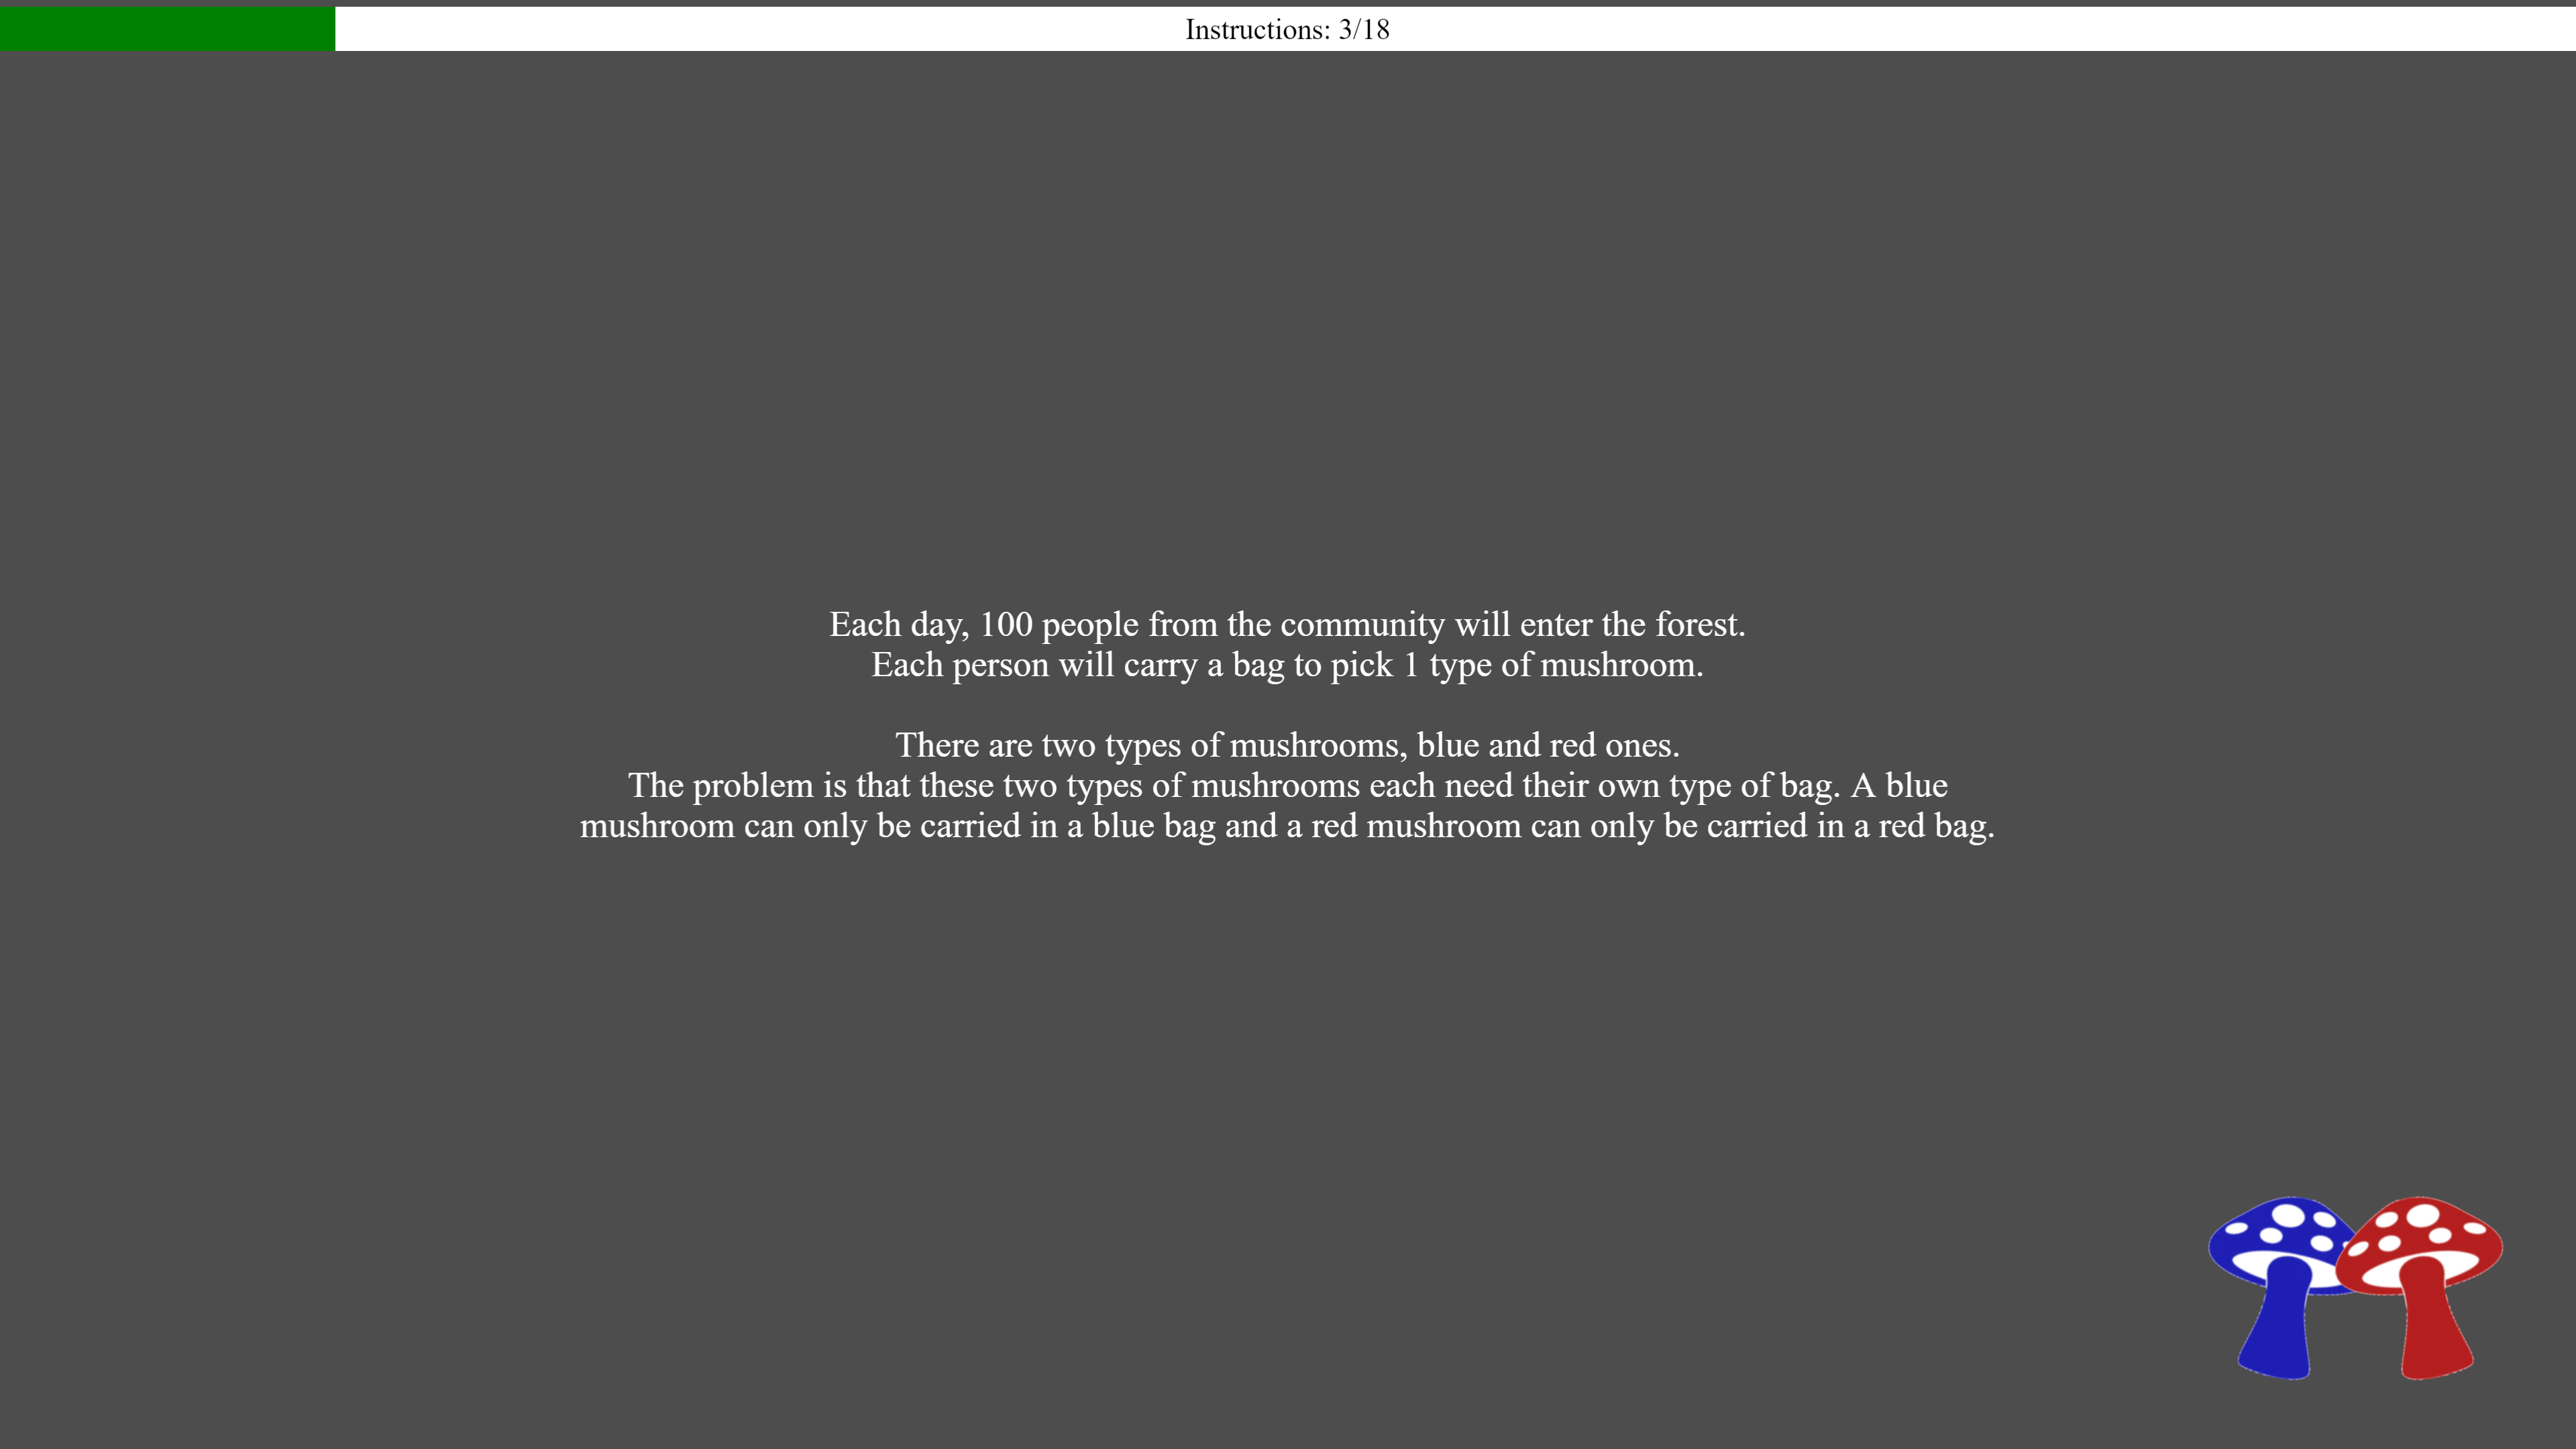 Instructions: 3/18
Each day, 100 people from the community will enter the forest.
Each person will carry a bag to pick 1 type of mushroom.
There are two types of mushrooms, blue and red ones.
The problem is that these two types of mushrooms each need their own type of bag. A blue
mushroom can only be carried in a blue bag and a red mushroom can only be carried in a red bag.